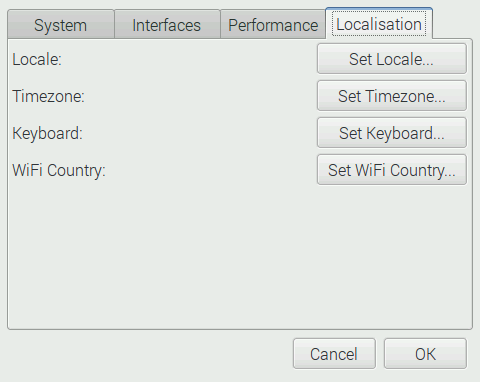 System Interfaces Performance Localisation
Locale: Set Locale...
Timezone: Set Timezone...
Keyboard: Set Keyboard...
WiFi Country: Set WiFi Country...
Cancel OK